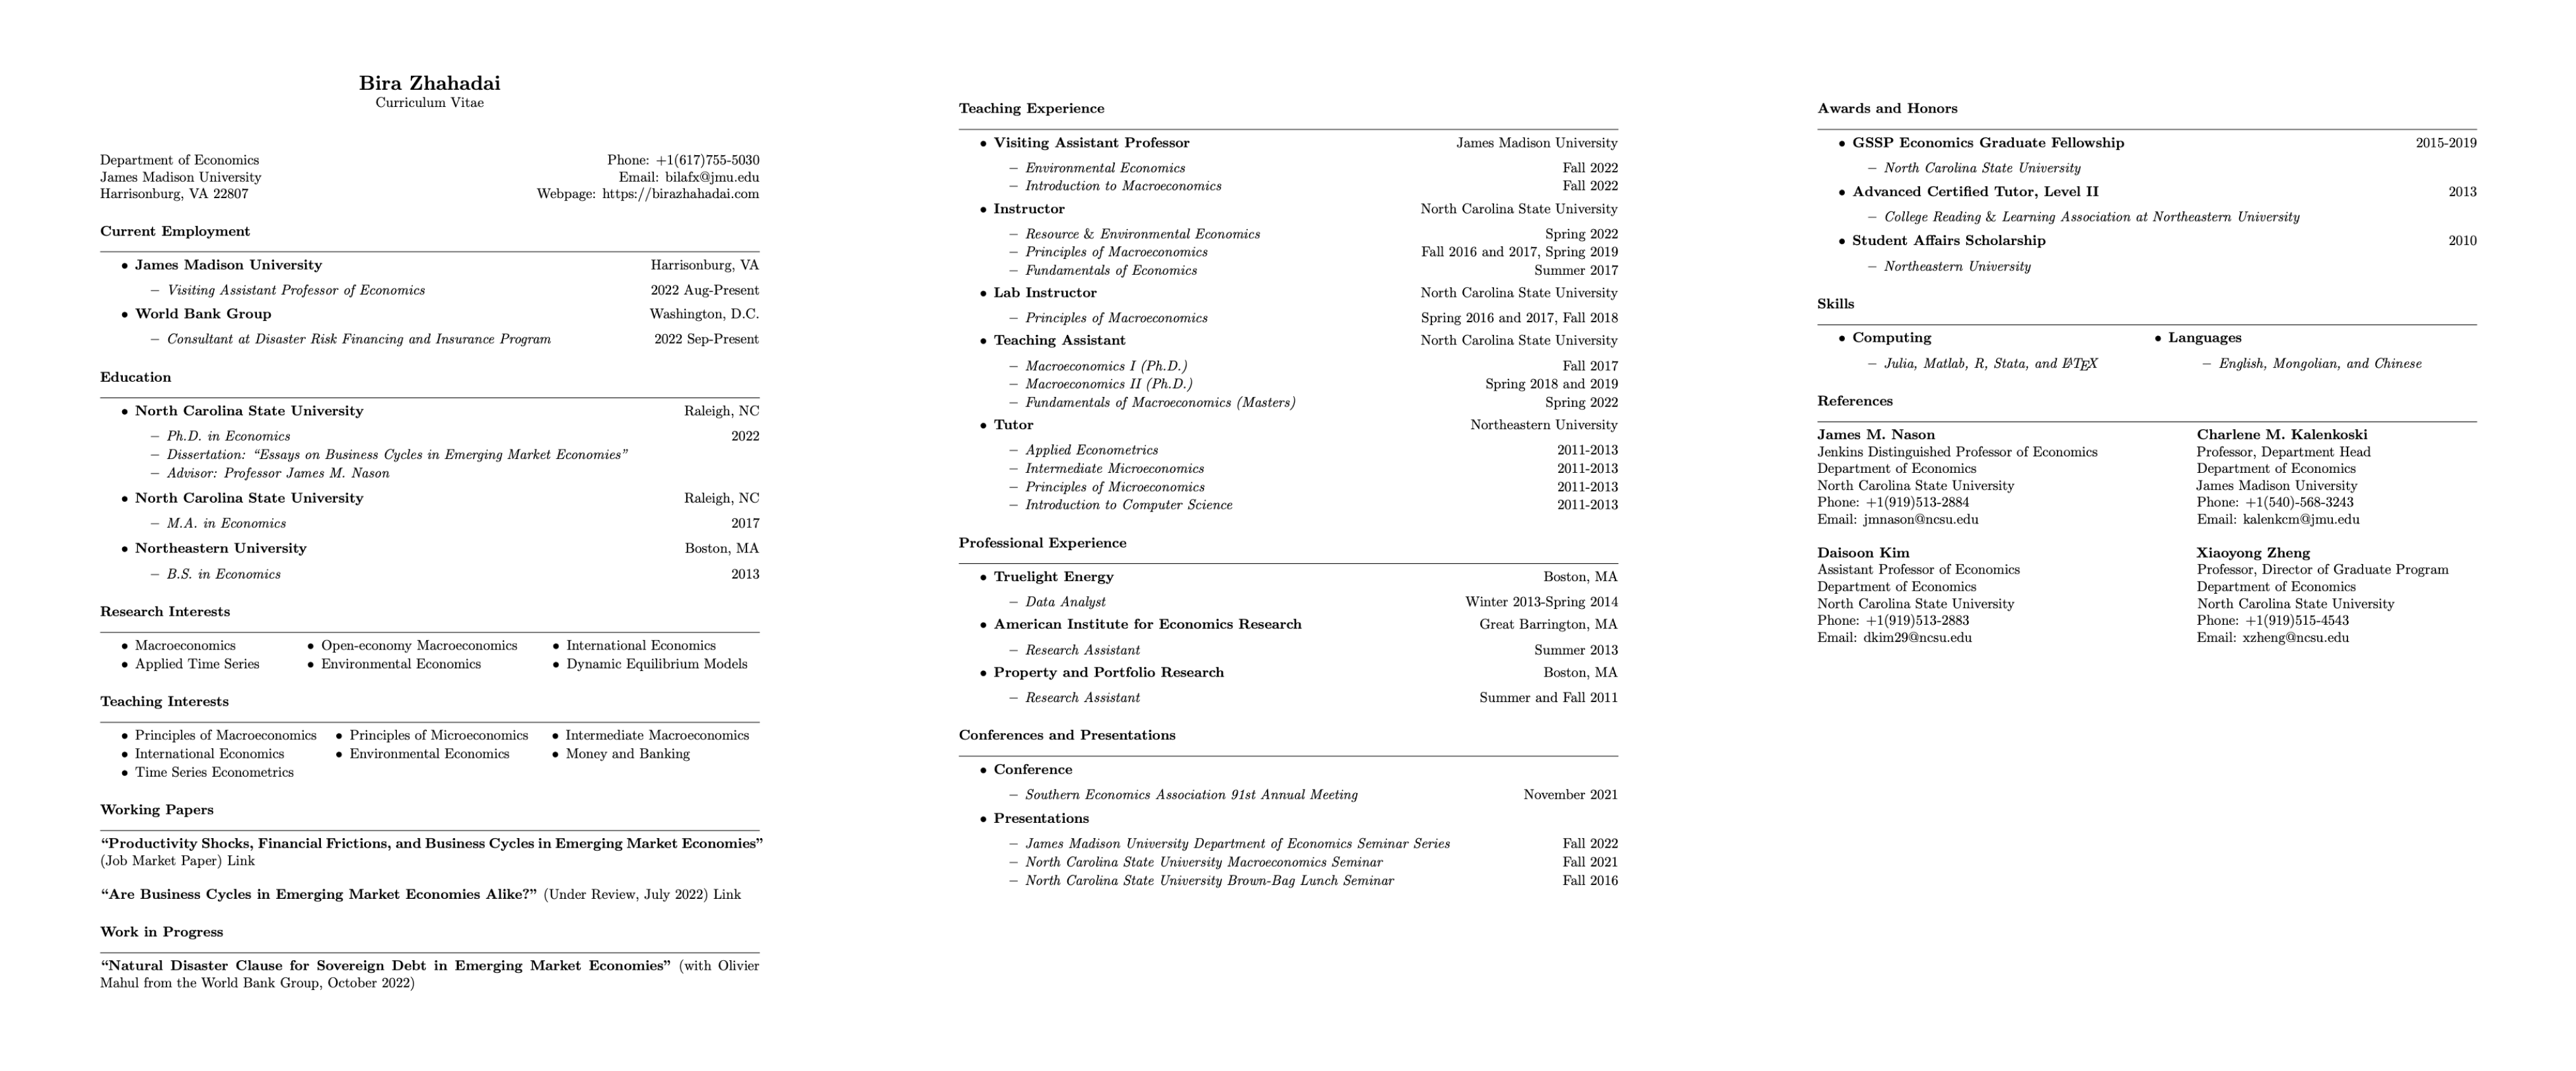 Bira Zhahadai
Curriculum Vitae
Department of Economics
James Madison University
Harrisonburg, VA 22807
Phone: +1(617)755-5030
Email: bilafx@jmu.edu
Webpage: https://birazhahadai.com
Current Employment
• James Madison University Harrisonburg, VA
– Visiting Assistant Professor of Economics 2022 Aug-Present
• World Bank Group Washington, D.C.
– Consultant at Disaster Risk Financing and Insurance Program 2022 Sep-Present
Education
• North Carolina State University Raleigh, NC
– Ph.D. in Economics 2022
– Dissertation: “Essays on Business Cycles in Emerging Market Economies”
– Advisor: Professor James M. Nason
• North Carolina State University Raleigh, NC
– M.A. in Economics 2017
• Northeastern University Boston, MA
– B.S. in Economics 2013
Research Interests
• Macroeconomics • Open-economy Macroeconomics • International Economics
• Applied Time Series • Environmental Economics • Dynamic Equilibrium Models
Teaching Interests
• Principles of Macroeconomics • Principles of Microeconomics • Intermediate Macroeconomics
• International Economics • Environmental Economics • Money and Banking
• Time Series Econometrics
Working Papers
“Productivity Shocks, Financial Frictions, and Business Cycles in Emerging Market Economies”
(Job Market Paper) Link
“Are Business Cycles in Emerging Market Economies Alike?” (Under Review, July 2022) Link
Work in Progress
“Natural Disaster Clause for Sovereign Debt in Emerging Market Economies” (with Olivier
Mahul from the World Bank Group, October 2022)
Teaching Experience
• Visiting Assistant Professor James Madison University
– Environmental Economics Fall 2022
– Introduction to Macroeconomics Fall 2022
• Instructor North Carolina State University
– Resource & Environmental Economics Spring 2022
– Principles of Macroeconomics Fall 2016 and 2017, Spring 2019
– Fundamentals of Economics Summer 2017
• Lab Instructor North Carolina State University
– Principles of Macroeconomics Spring 2016 and 2017, Fall 2018
• Teaching Assistant North Carolina State University
– Macroeconomics I (Ph.D.) Fall 2017
– Macroeconomics II (Ph.D.) Spring 2018 and 2019
– Fundamentals of Macroeconomics (Masters) Spring 2022
• Tutor Northeastern University
– Applied Econometrics 2011-2013
– Intermediate Microeconomics 2011-2013
– Principles of Microeconomics 2011-2013
– Introduction to Computer Science 2011-2013
Professional Experience
• Truelight Energy Boston, MA
– Data Analyst Winter 2013-Spring 2014
• American Institute for Economics Research Great Barrington, MA
– Research Assistant Summer 2013
• Property and Portfolio Research Boston, MA
– Research Assistant Summer and Fall 2011
Conferences and Presentations
• Conference
– Southern Economics Association 91st Annual Meeting November 2021
• Presentations
– James Madison University Department of Economics Seminar Series Fall 2022
– North Carolina State University Macroeconomics Seminar Fall 2021
– North Carolina State University Brown-Bag Lunch Seminar Fall 2016
Awards and Honors
• GSSP Economics Graduate Fellowship 2015-2019
– North Carolina State University
• Advanced Certified Tutor, Level II 2013
– College Reading & Learning Association at Northeastern University
• Student Affairs Scholarship 2010
– Northeastern University
Skills
• Computing • Languages
– Julia, Matlab, R, Stata, and LATEX – English, Mongolian, and Chinese
References
James M. Nason
Jenkins Distinguished Professor of Economics
Department of Economics
North Carolina State University
Phone: +1(919)513-2884
Email: jmnason@ncsu.edu
Charlene M. Kalenkoski
Professor, Department Head
Department of Economics
James Madison University
Phone: +1(540)-568-3243
Email: kalenkcm@jmu.edu
Daisoon Kim
Assistant Professor of Economics
Department of Economics
North Carolina State University
Phone: +1(919)513-2883
Email: dkim29@ncsu.edu
Xiaoyong Zheng
Professor, Director of Graduate Program
Department of Economics
North Carolina State University
Phone: +1(919)515-4543
Email: xzheng@ncsu.edu